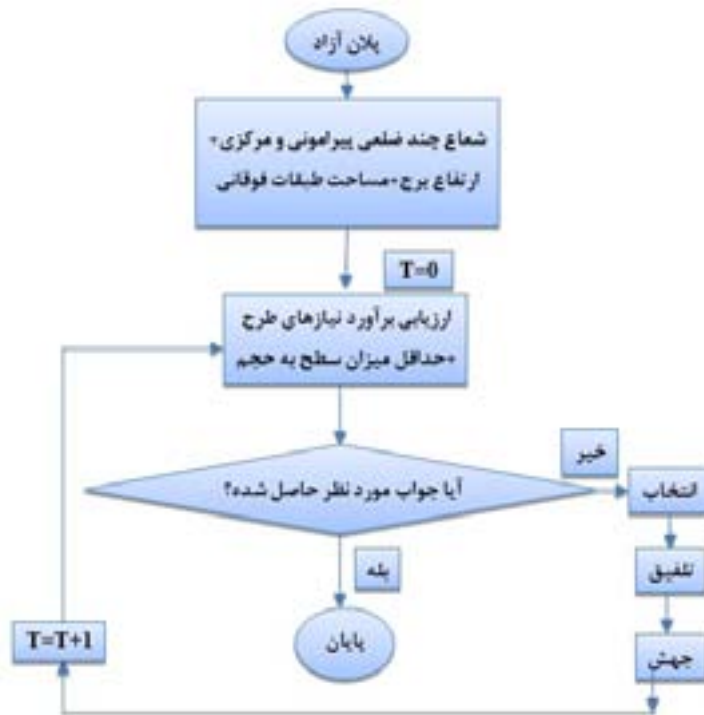 پلان آزاد
شعاع چند ضلعی پیرامونی و مرکزی+
ارتفاع برج+مساحت طبقات فوقانی
T=0
ارزیابی برآورد نیازهای طرح
+حداقل میزان سطح به حجم
آیا جواب مورد نظر حاصل شده؟
خیر
انتخاب
تلفیق
جهش
بله
پایان
T=T+1